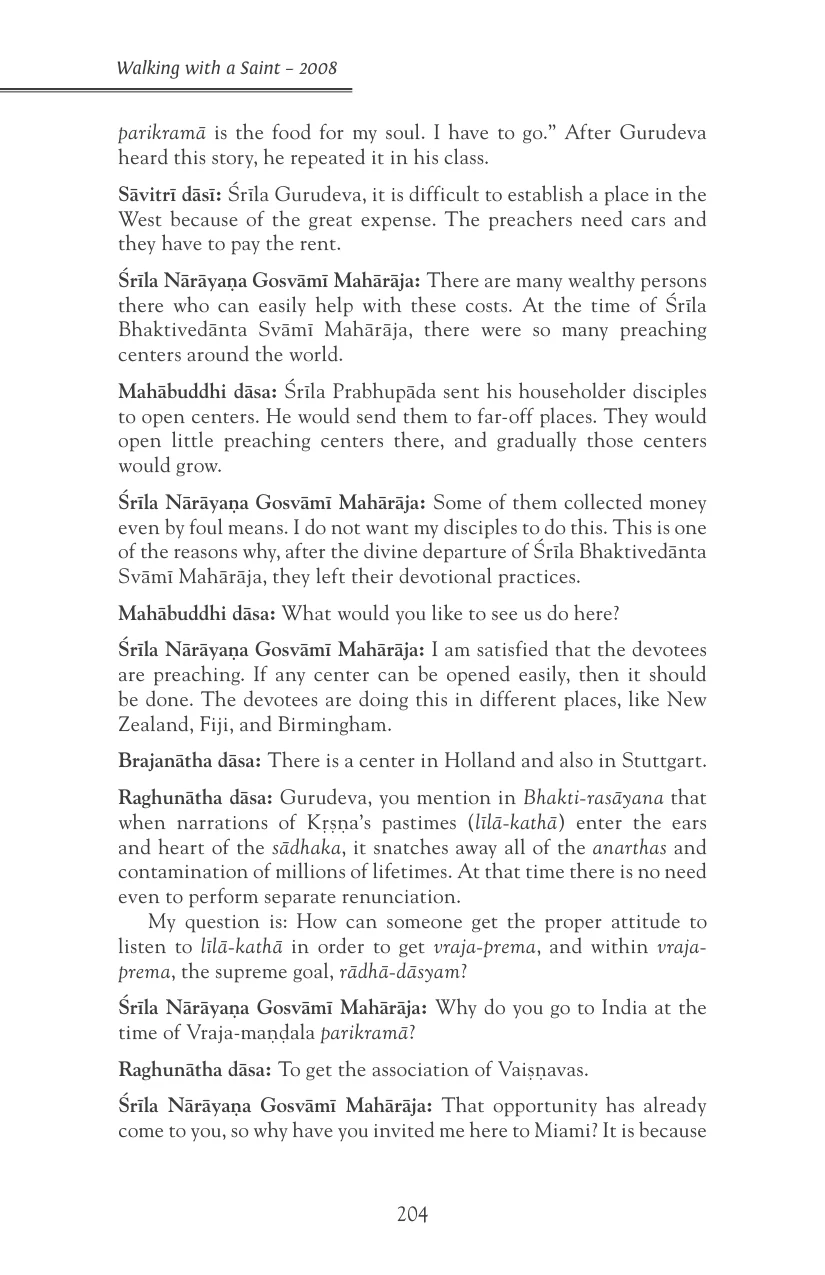 Walking with a Saint – 2008
parikramā is the food for my soul. I have to go.” After Gurudeva
heard this story, he repeated it in his class.
Sāvitrī dāsī: Śrīla Gurudeva, it is difficult to establish a place in the
West because of the great expense. The preachers need cars and
they have to pay the rent.
Śrīla Nārāyaṇa Gosvāmī Mahārāja: There are many wealthy persons
there who can easily help with these costs. At the time of Śrīla
Bhaktivedānta Svāmī Mahārāja, there were so many preaching
centers around the world.
Mahābuddhi dāsa: Śrīla Prabhupāda sent his householder disciples
to open centers. He would send them to far-off places. They would
open little preaching centers there, and gradually those centers
would grow.
Śrīla Nārāyaṇa Gosvāmī Mahārāja: Some of them collected money
even by foul means. I do not want my disciples to do this. This is one
of the reasons why, after the divine departure of Śrīla Bhaktivedānta
Svāmī Mahārāja, they left their devotional practices.
Mahābuddhi dāsa: What would you like to see us do here?
Śrīla Nārāyaṇa Gosvāmī Mahārāja: I am satisfied that the devotees
are preaching. If any center can be opened easily, then it should
be done. The devotees are doing this in different places, like New
Zealand, Fiji, and Birmingham.
Brajanātha dāsa: There is a center in Holland and also in Stuttgart.
Raghunātha dāsa: Gurudeva, you mention in Bhakti-rasāyana that
when narrations of Kṛṣṇa’s pastimes (līlā-kathā) enter the ears
and heart of the sādhaka, it snatches away all of the anarthas and
contamination of millions of lifetimes. At that time there is no need
even to perform separate renunciation.
My question is: How can someone get the proper attitude to
listen to līlā-kathā in order to get vraja-prema, and within vraja-
prema, the supreme goal, rādhā-dāsyam?
Śrīla Nārāyaṇa Gosvāmī Mahārāja: Why do you go to India at the
time of Vraja-maṇḍala parikramā?
Raghunātha dāsa: To get the association of Vaiṣṇavas.
Śrīla Nārāyaṇa Gosvāmī Mahārāja: That opportunity has already
come to you, so why have you invited me here to Miami? It is because
204